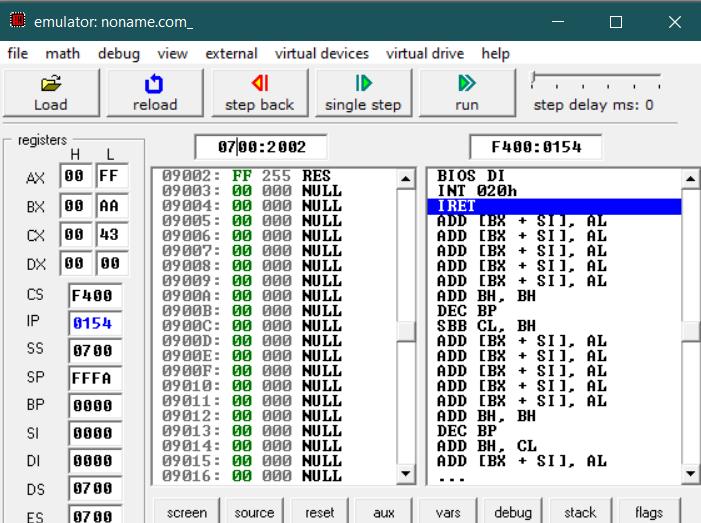 emulator: noname.com_
file math debug view external virtual devices virtual drive help
Load reload step back single step run step delay ms: 0
registers
H L
0700:2002
F400:0154
AX 00 FF
BX 00 AA
CX 00 43
DX 00 00
CS F400
IP 0154
SS 0700
SP FFFA
BP 0000
SI 0000
DI 0000
DS 0700
ES 0700
09002: FF 255 RES
09003: 00 000 NULL
09004: 00 000 NULL
09005: 00 000 NULL
09006: 00 000 NULL
09007: 00 000 NULL
09008: 00 000 NULL
09009: 00 000 NULL
0900A: 00 000 NULL
0900B: 00 000 NULL
0900C: 00 000 NULL
0900D: 00 000 NULL
0900E: 00 000 NULL
0900F: 00 000 NULL
09010: 00 000 NULL
09011: 00 000 NULL
09012: 00 000 NULL
09013: 00 000 NULL
09014: 00 000 NULL
09015: 00 000 NULL
09016: 00 000 NULL
BIOS DI
INT 020h
IRET
ADD [BX + SI], AL
ADD [BX + SI], AL
ADD [BX + SI], AL
ADD [BX + SI], AL
ADD [BX + SI], AL
ADD BH, BH
DEC BP
SBB CL, BH
ADD [BX + SI], AL
ADD [BX + SI], AL
ADD [BX + SI], AL
ADD [BX + SI], AL
ADD [BX + SI], AL
ADD BH, BH
DEC BP
ADD BH, CL
ADD [BX + SI], AL
...
screen source reset aux vars debug stack flags